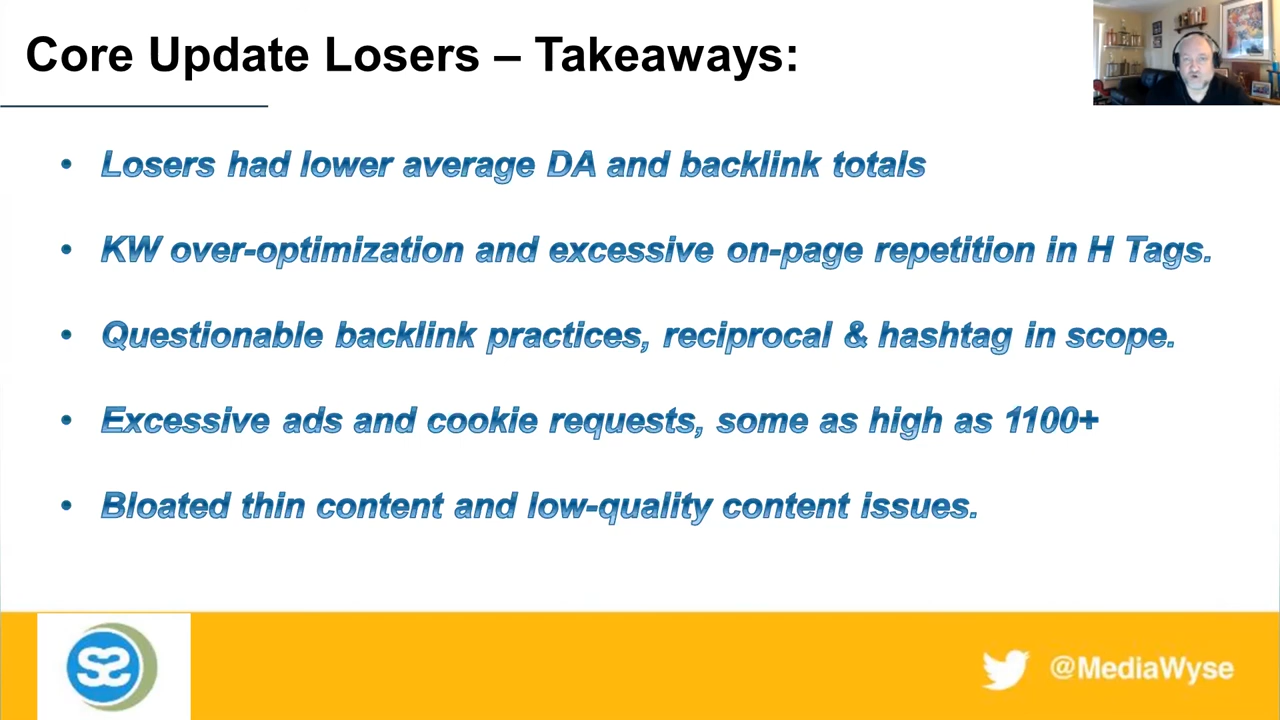 Core Update Losers – Takeaways:
• Losers had lower average DA and backlink totals
• KW over-optimization and excessive on-page repetition in H Tags.
• Questionable backlink practices, reciprocal & hashtag in scope.
• Excessive ads and cookie requests, some as high as 1100+
• Bloated thin content and low-quality content issues.
@MediaWyse